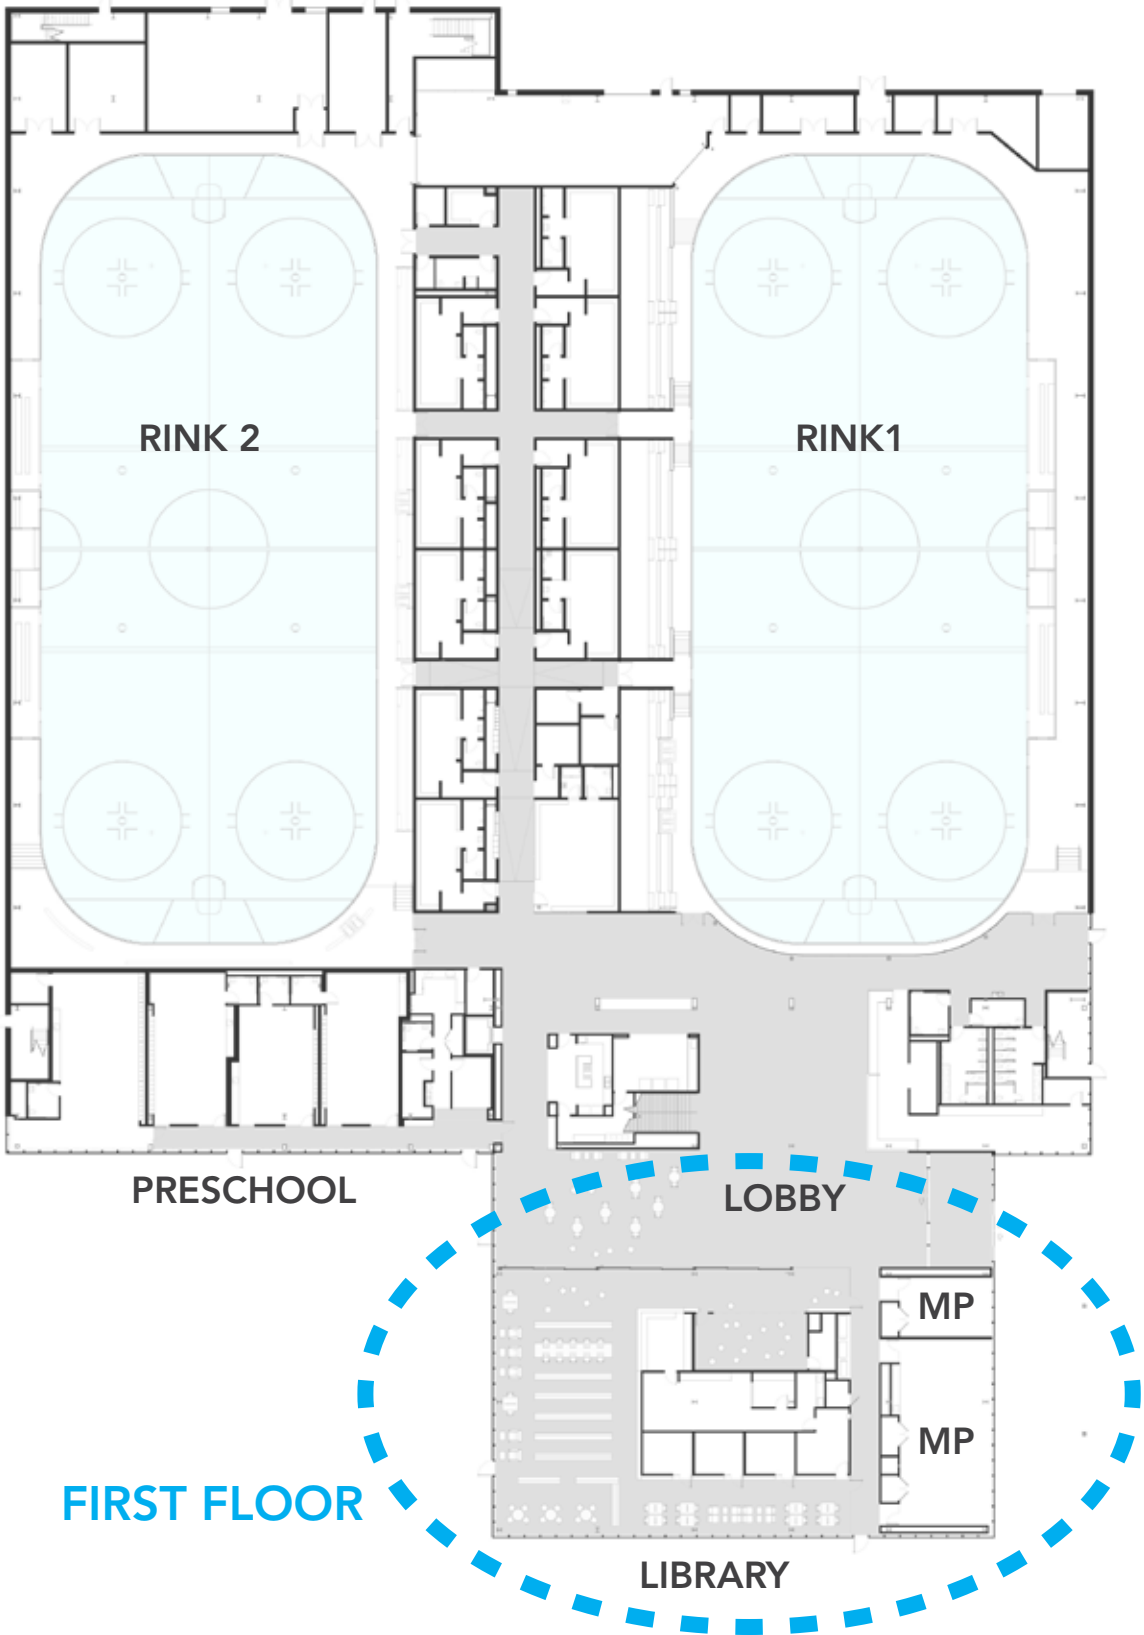 RINK 2
RINK1
PRESCHOOL
LOBBY
MP
MP
FIRST FLOOR
LIBRARY